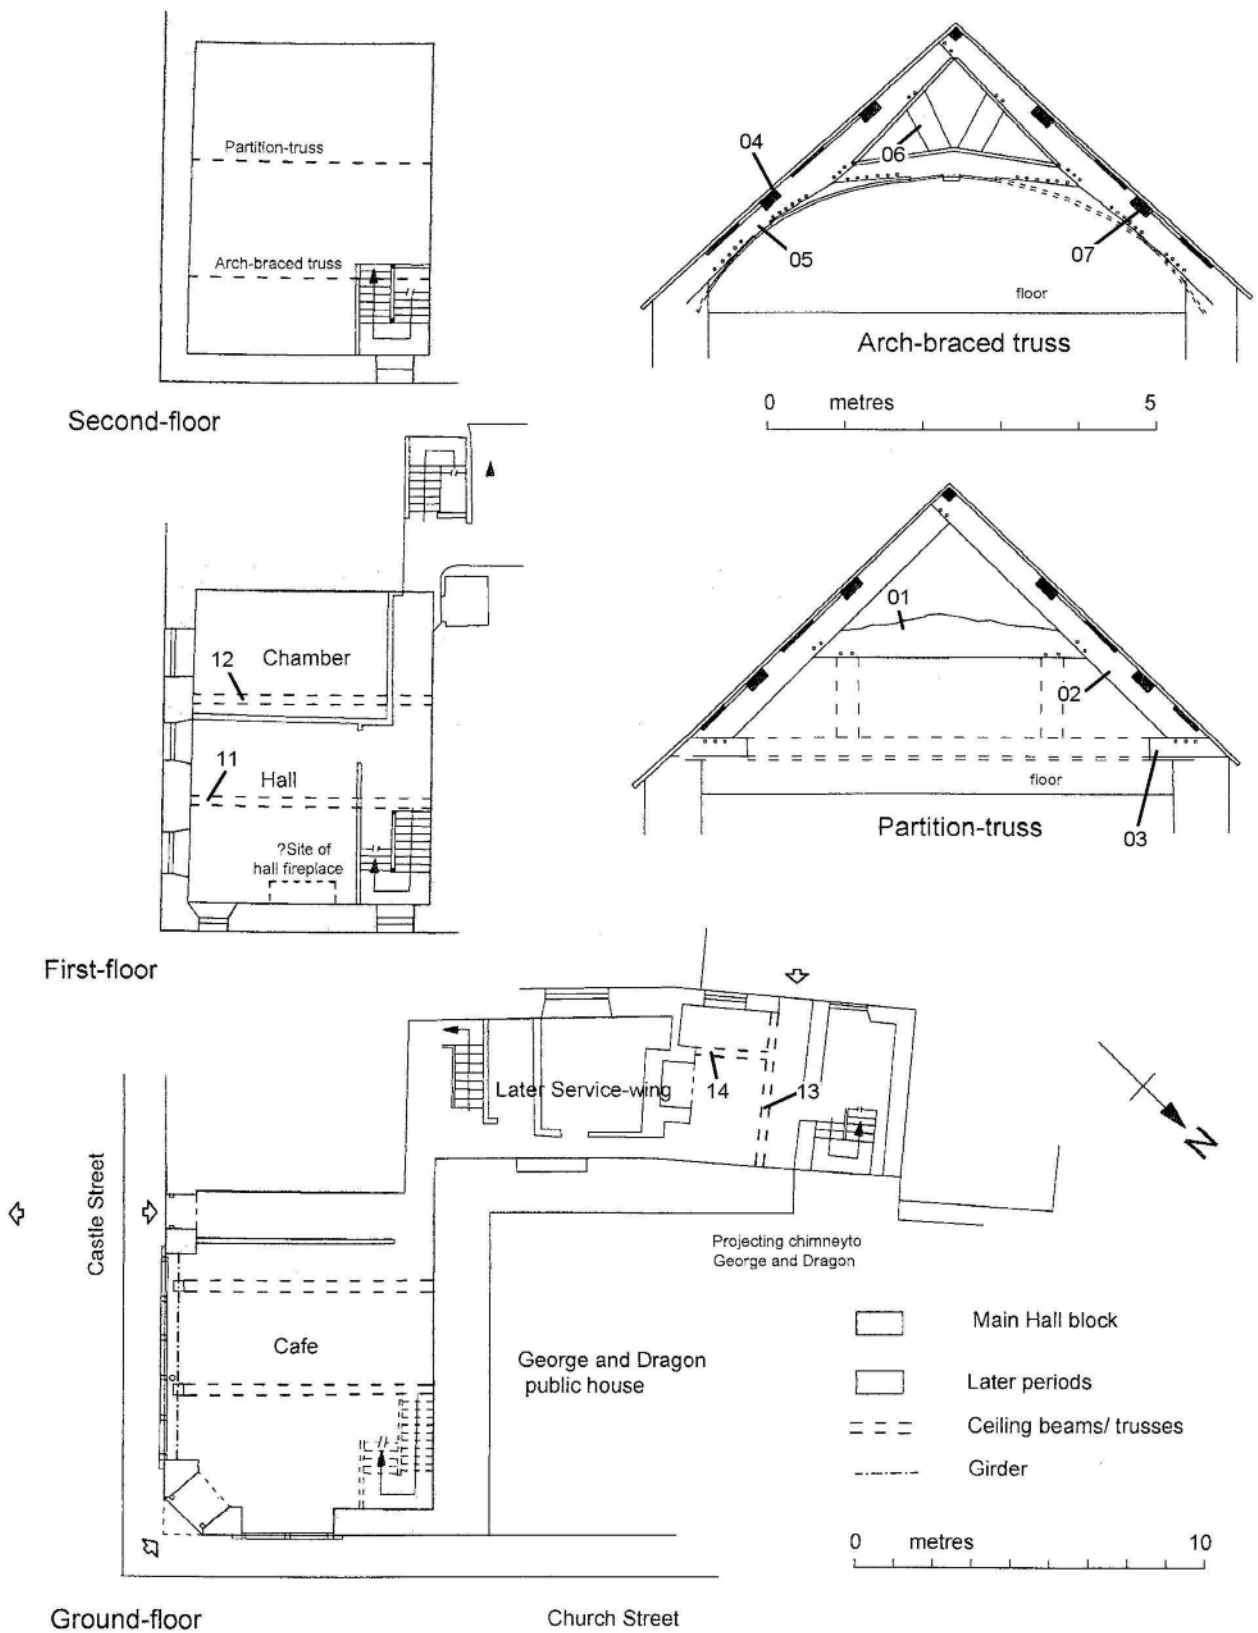 Partition-truss
Arch-braced truss
Second-floor
04
06
05
07
floor
Arch-braced truss
0 metres 5
01
02
floor
03
Partition-truss
12
Chamber
11
Hall
?Site of
hall fireplace
First-floor
Later Service-wing
14
13
N
Castle Street
Projecting chimneyto
George and Dragon
Cafe
George and Dragon
public house
Main Hall block
Later periods
Ceiling beams/ trusses
Girder
0 metres 10
Ground-floor
Church Street